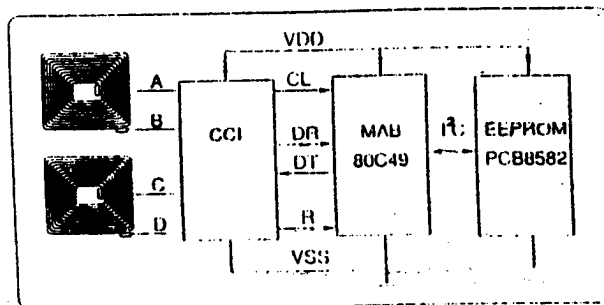 VDD
A CL
B
CCI DR MAB EEPROM
DT 80C49 PCB8582
C
D R
VSS